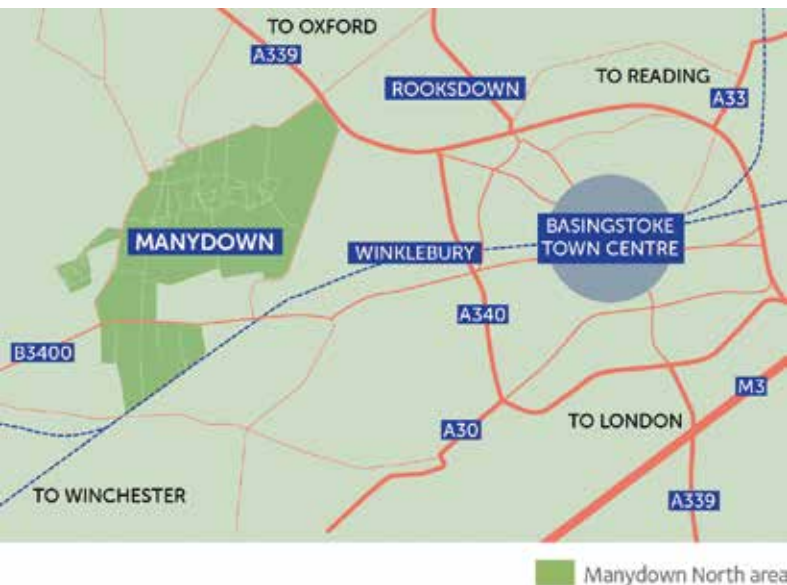 TO OXFORD
A339
ROOKSDOWN
TO READING
A33
MANYDOWN
WINKLEBURY
BASINGSTOKE
TOWN CENTRE
A340
B3400
M3
A30
TO LONDON
TO WINCHESTER
A339
Manydown North area